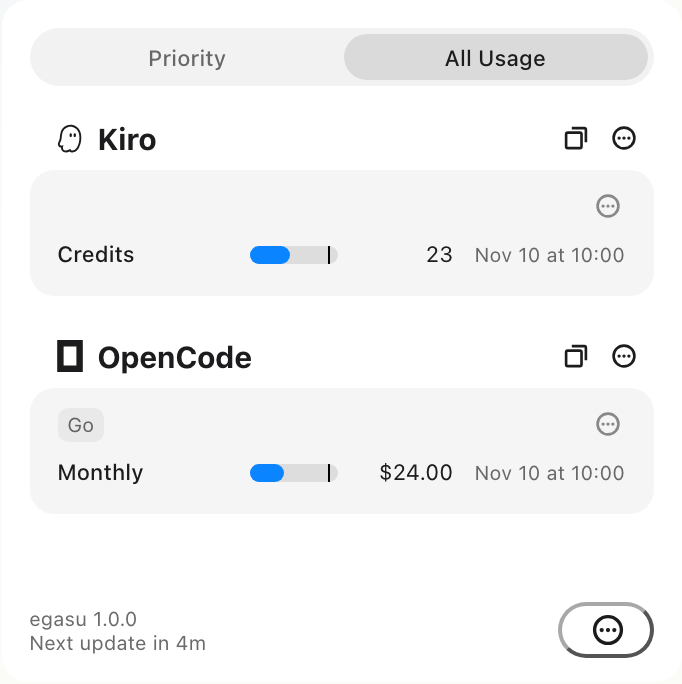 Priority
All Usage
Kiro
Credits 23 Nov 10 at 10:00
OpenCode
Go
Monthly $24.00 Nov 10 at 10:00
egasu 1.0.0
Next update in 4m